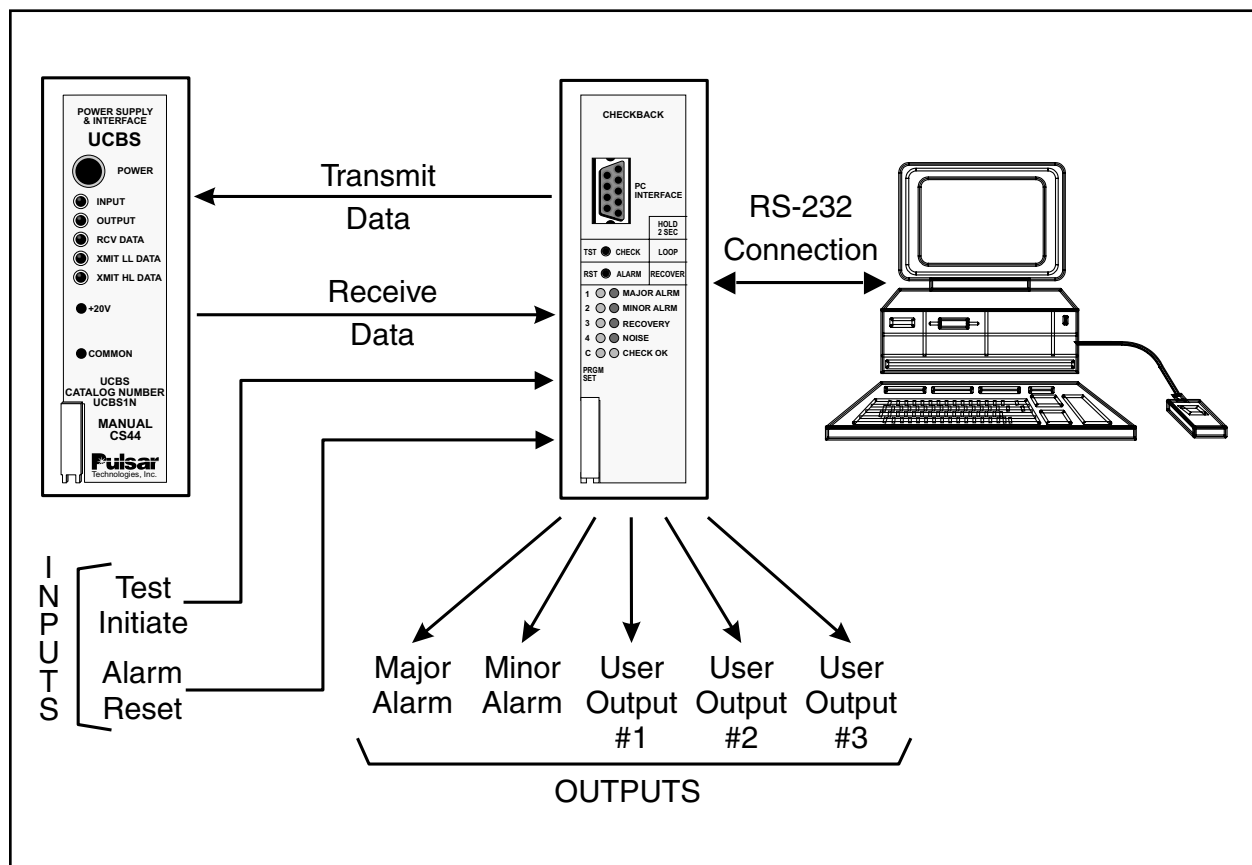 POWER SUPPLY
& INTERFACE
UCBS
POWER
INPUT
OUTPUT
RCV DATA
XMIT LL DATA
XMIT HL DATA
+20V
COMMON
UCBS
CATALOG NUMBER
UCBS1N
MANUAL
CS44
Pulsar
Technologies, Inc.
Transmit
Data
Receive
Data
CHECKBACK
PC
INTERFACE
HOLD
2 SEC
TST CHECK LOOP
RST ALARM RECOVER
1 MAJOR ALRM
2 MINOR ALRM
3 RECOVERY
4 NOISE
C CHECK OK
PRGM
SET
RS-232
Connection
INPUTS
Test
Initiate
Alarm
Reset
Major
Alarm
Minor
Alarm
User
Output
#1
User
Output
#2
User
Output
#3
OUTPUTS